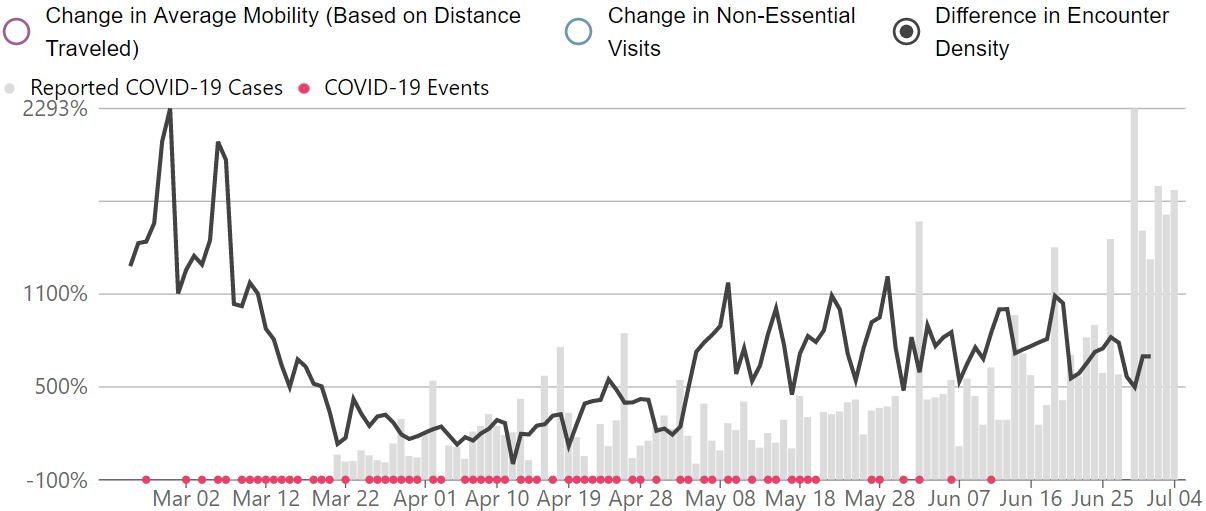 Change in Average Mobility (Based on Distance
Traveled)
Change in Non-Essential
Visits
Difference in Encounter
Density
Reported COVID-19 Cases
COVID-19 Events
2293%
1100%
500%
-100%
Mar 02 Mar 12 Mar 22 Apr 01 Apr 10 Apr 19 Apr 28 May 08 May 18 May 28 Jun 07 Jun 16 Jun 25 Jul 04